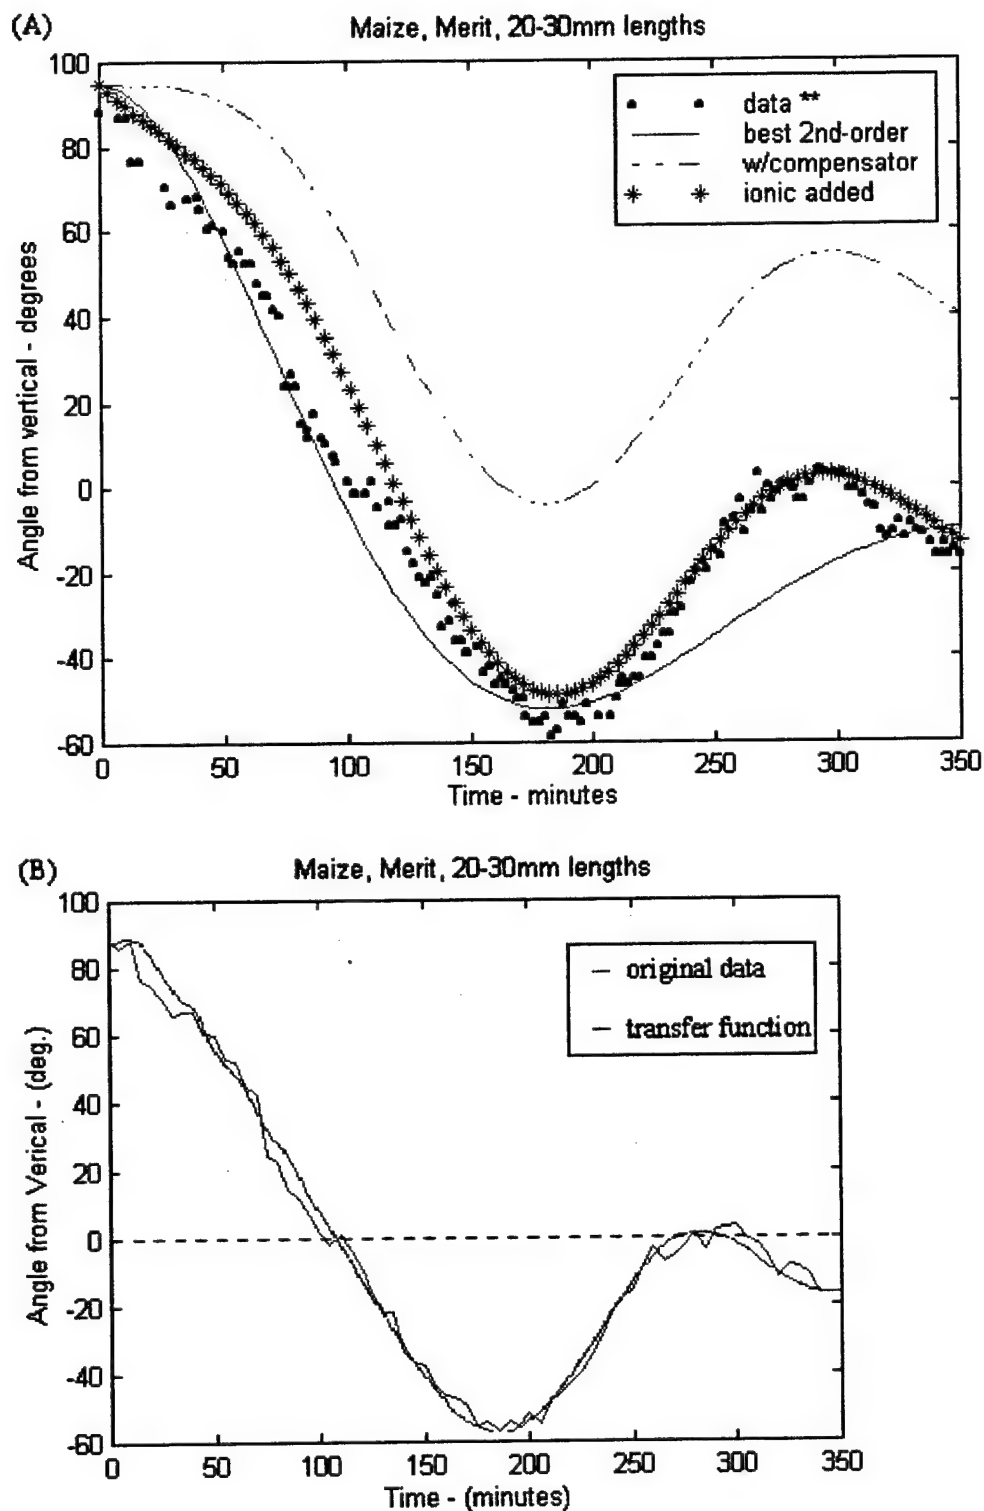 (A)
Maize, Merit, 20-30mm lengths
100
80
60
40
20
0
-20
-40
-60
Angle from vertical - degrees
data **
best 2nd-order
w/compensator
ionic added
0
50
100
150
200
250
300
350
Time - minutes
(B)
Maize, Merit, 20-30mm lengths
100
80
60
40
20
0
-20
-40
-60
Angle from Verical - (deg.)
original data
transfer function
0
50
100
150
200
250
300
350
Time - (minutes)